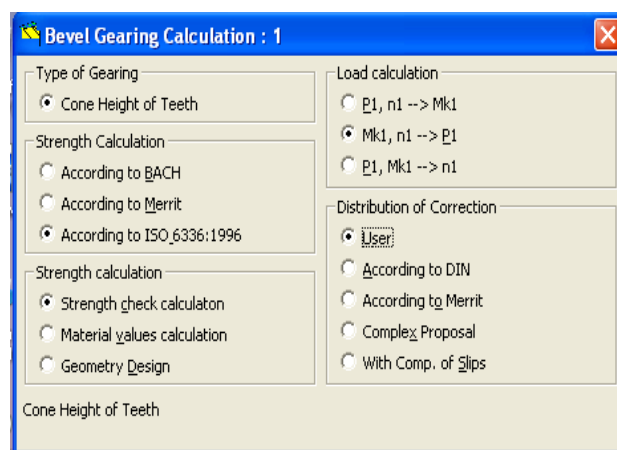 Bevel Gearing Calculation : 1
Type of Gearing
Cone Height of Teeth
Strength Calculation
According to BACH
According to Merrit
According to ISO 6336:1996
Strength calculation
Strength check calculaton
Material values calculation
Geometry Design
Load calculation
P1, n1 --> Mk1
Mk1, n1 --> P1
P1, Mk1 --> n1
Distribution of Correction
User
According to DIN
According to Merrit
Complex Proposal
With Comp. of Slips
Cone Height of Teeth